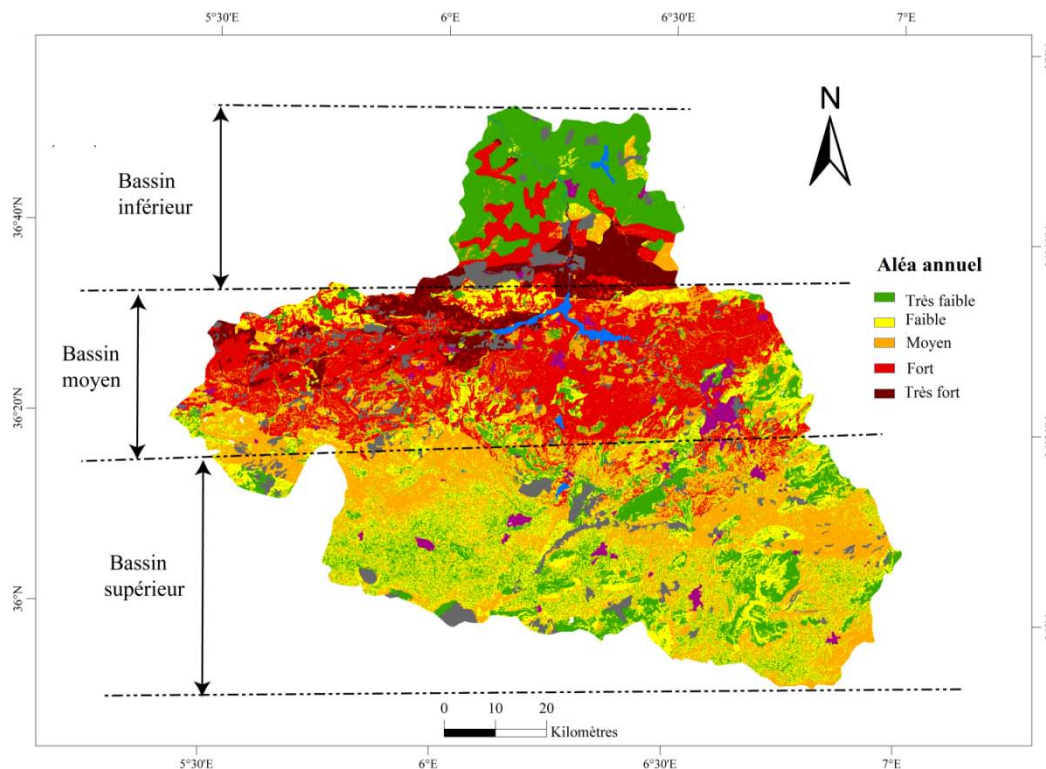 5°30'E
6°E
6°30'E
7°E
N
Bassin
inférieur
36°40'N
Aléa annuel
Très faible
Faible
Moyen
Fort
Très fort
Bassin
moyen
36°20'N
Bassin
supérieur
36°N
0 10 20
Kilomètres
5°30'E
6°E
6°30'E
7°E